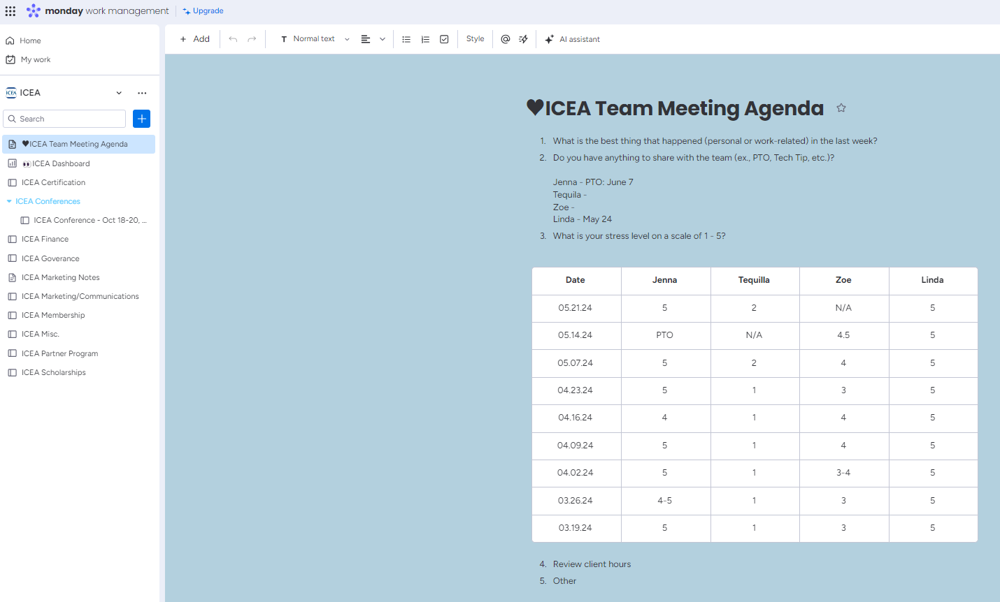 monday work management
Upgrade
Home
My work
ICEA
ICEA
Search
♥ICEA Team Meeting Agenda
ICEA Dashboard
ICEA Certification
ICEA Conferences
ICEA Conference - Oct 18-20, ...
ICEA Finance
ICEA Goverance
ICEA Marketing Notes
ICEA Marketing/Communications
ICEA Membership
ICEA Misc.
ICEA Partner Program
ICEA Scholarships
+ Add
T Normal text
Style
@
AI assistant
♥ICEA Team Meeting Agenda
1. What is the best thing that happened (personal or work-related) in the last week?
2. Do you have anything to share with the team (ex., PTO, Tech Tip, etc.)?
Jenna - PTO: June 7
Tequila -
Zoe -
Linda - May 24
3. What is your stress level on a scale of 1 - 5?
Date Jenna Tequilla Zoe Linda
05.21.24 5 2 N/A 5
05.14.24 PTO N/A 4.5 5
05.07.24 5 2 4 5
04.23.24 5 1 3 5
04.16.24 4 1 4 5
04.09.24 5 1 4 5
04.02.24 5 1 3-4 5
03.26.24 4-5 1 3 5
03.19.24 5 1 3 5
4. Review client hours
5. Other